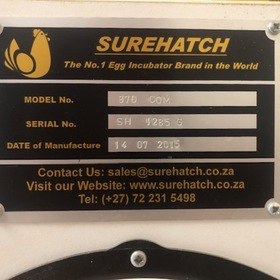 SUREHATCH
The No.1 Egg Incubator Brand in the World
MODEL No. 370 COM
SERIAL No. SH 1285 G
DATE of Manufacture 14 07 2015
Contact Us: sales@surehatch.co.za
Visit our Website: www.surehatch.co.za
Tel: (+27) 72 231 5498